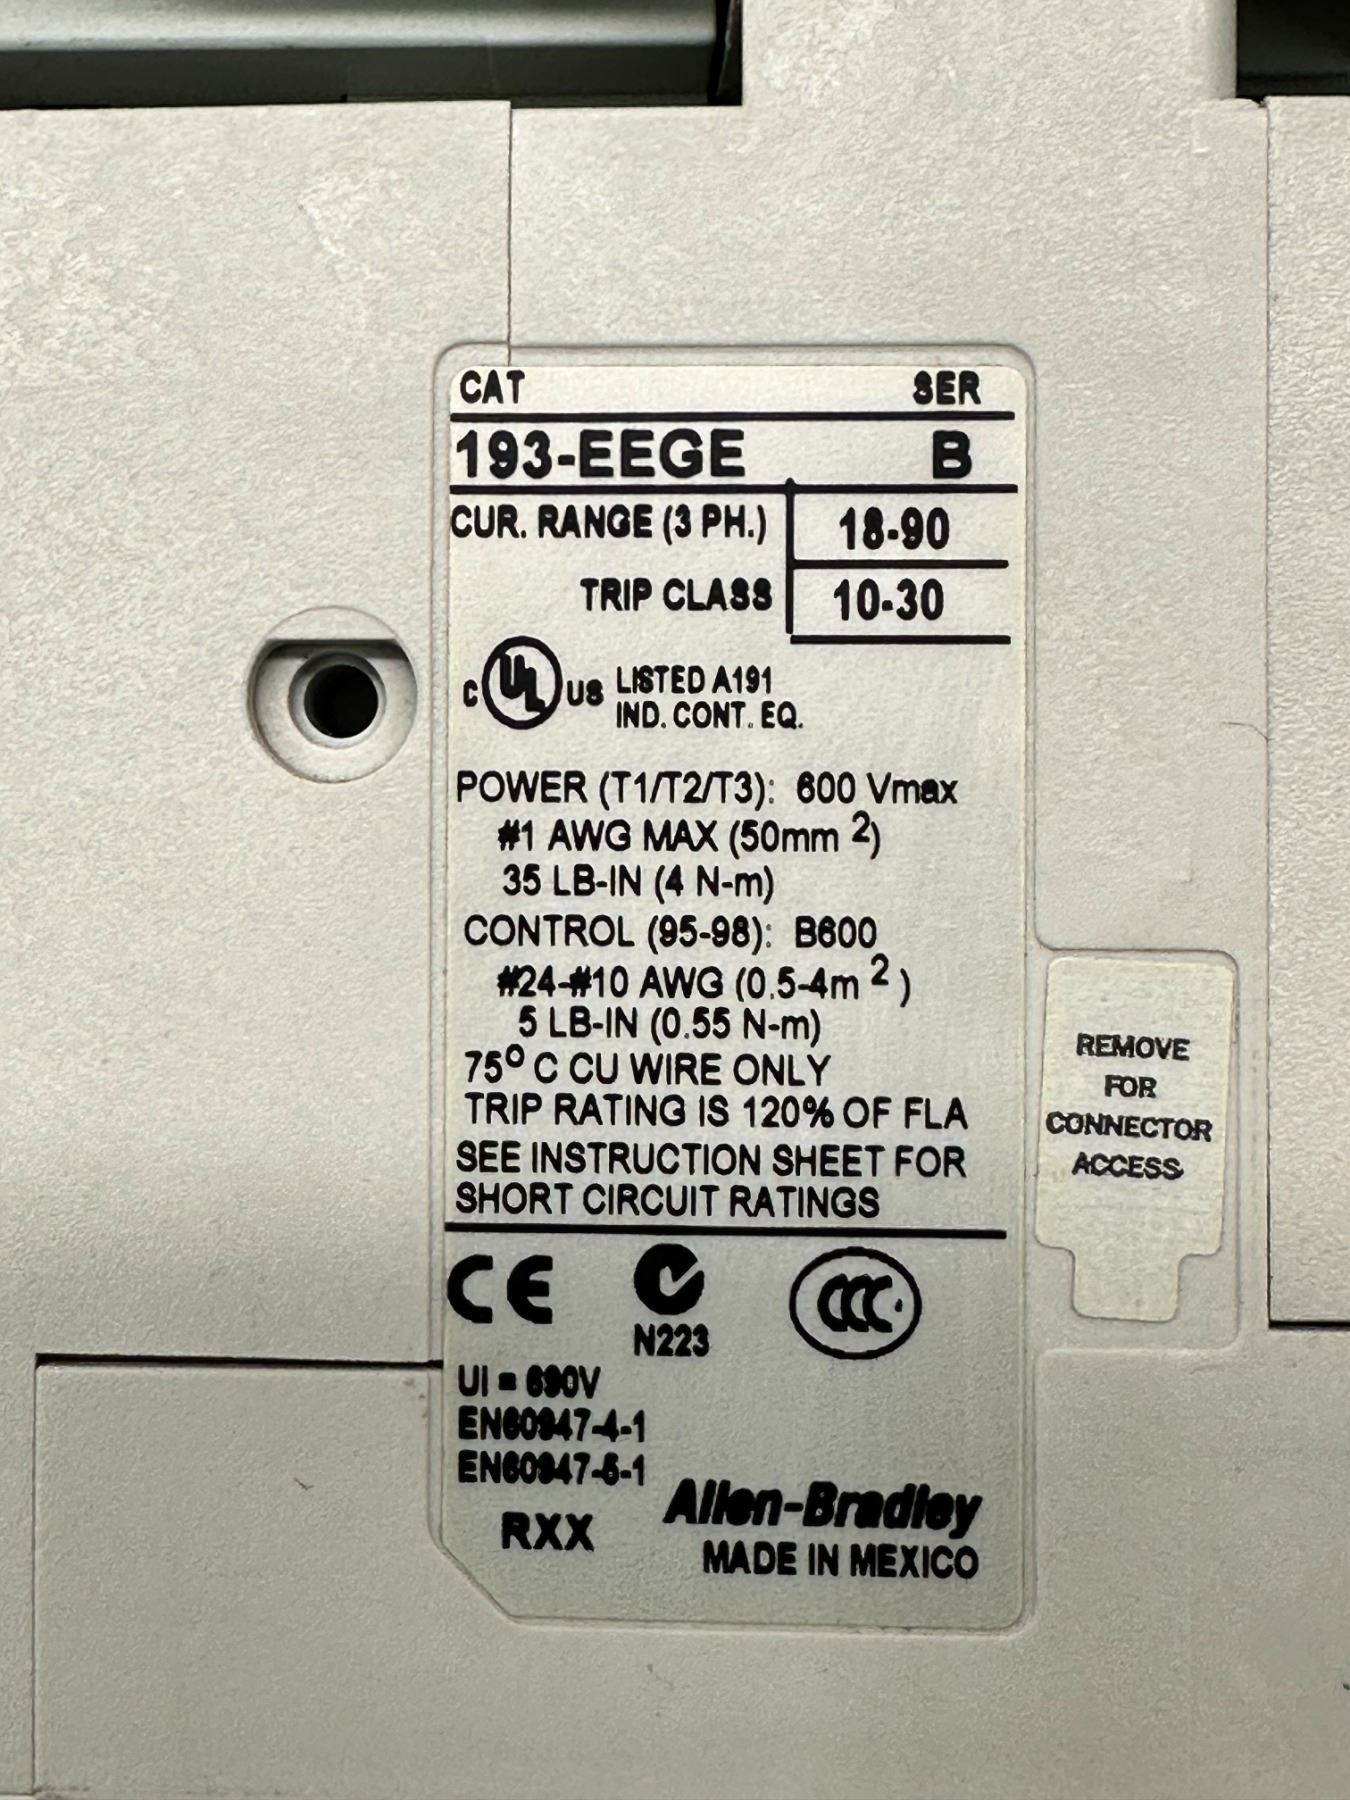 CAT SER
193-EEGE B
CUR. RANGE (3 PH.) 18-90
TRIP CLASS 10-30
C UL US LISTED A191
IND. CONT. EQ.
POWER (T1/T2/T3): 600 Vmax
#1 AWG MAX (50mm ²)
35 LB-IN (4 N-m)
CONTROL (95-98): B600
#24-#10 AWG (0.5-4m ² )
5 LB-IN (0.55 N-m)
75° C CU WIRE ONLY
TRIP RATING IS 120% OF FLA
SEE INSTRUCTION SHEET FOR
SHORT CIRCUIT RATINGS
REMOVE
FOR
CONNECTOR
ACCESS
CE CCC
N223
UI = 690V
EN60947-4-1
EN60947-5-1
RXX
Allen-Bradley
MADE IN MEXICO